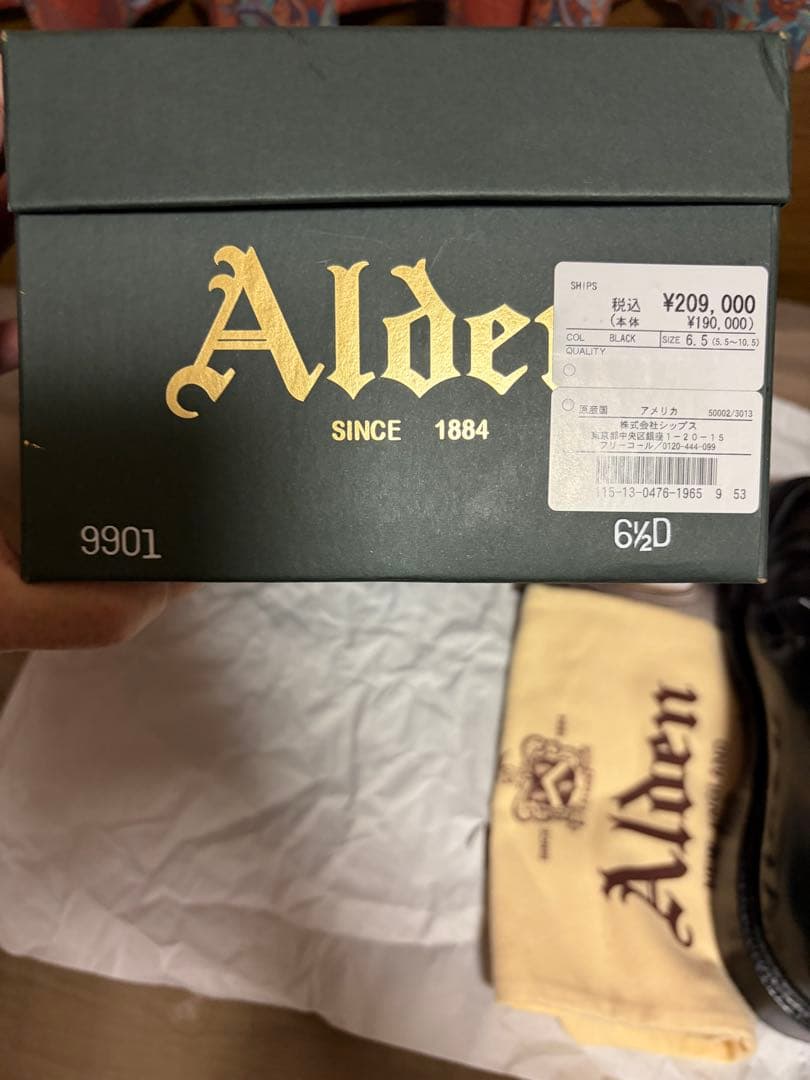 Alden
SINCE 1884
SHIPS
税込 ¥209,000
(本体 ¥190,000)
COL BLACK SIZE 6.5 (5.5~10.5)
QUALITY
原産国 アメリカ 50002/3013
株式会社シップス
東京都中央区銀座1-20-15
フリーコール/0120-444-099
115-13-0476-1965 9 53
9901
6½D
Alden